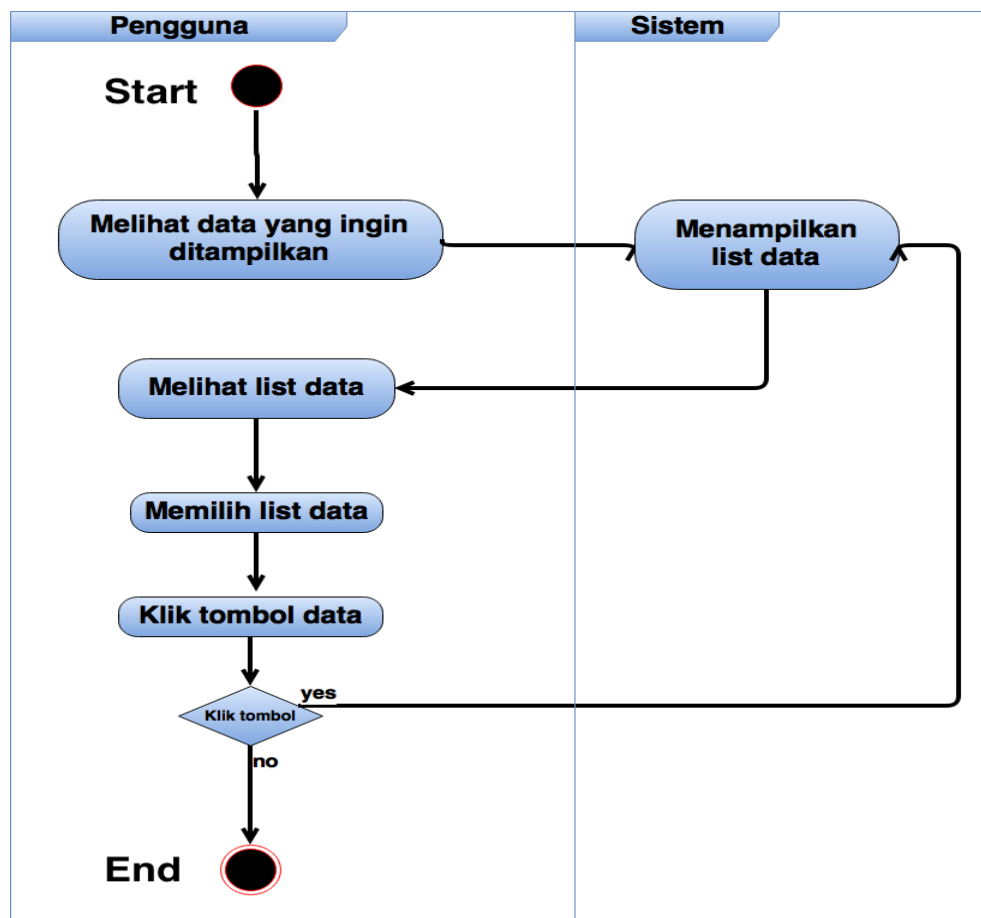 Pengguna
Sistem
Start
Melihat data yang ingin
ditampilkan
Menampilkan
list data
Melihat list data
Memilih list data
Klik tombol data
yes
Klik tombol
no
End